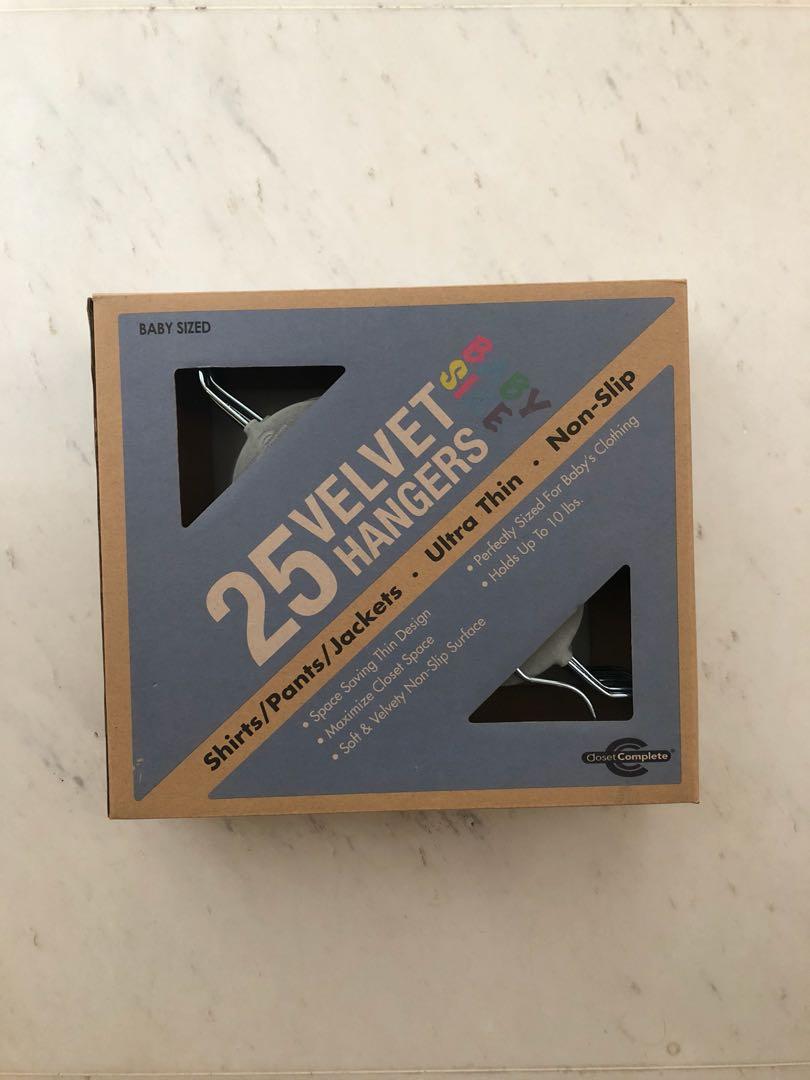 BABY SIZED
BABY
SIZE
25 VELVET
HANGERS
Shirts/Pants/Jackets • Ultra Thin • Non-Slip
• Perfectly Sized For Baby's Clothing
• Holds Up To 10 lbs.
• Space Saving Thin Design
• Maximize Closet Space
• Soft & Velvety Non-Slip Surface
Closet Complete®